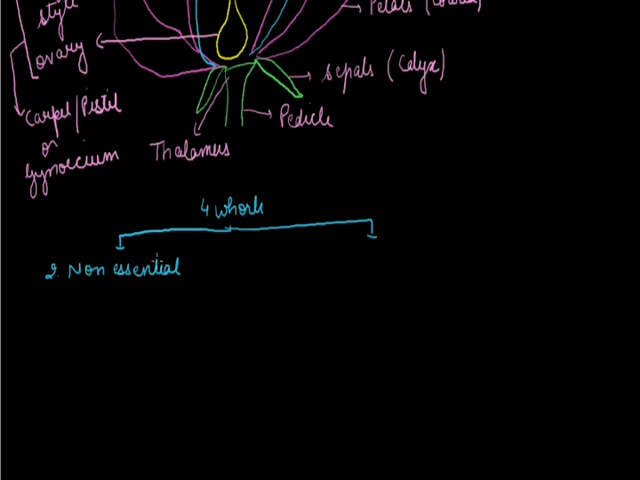 style
Petals (Corolla)
ovary
sepals (Calyx)
Carpel/Pistil
or
Gynoecium
Pedicle
Thalamus
4 whorls
2 Non essential